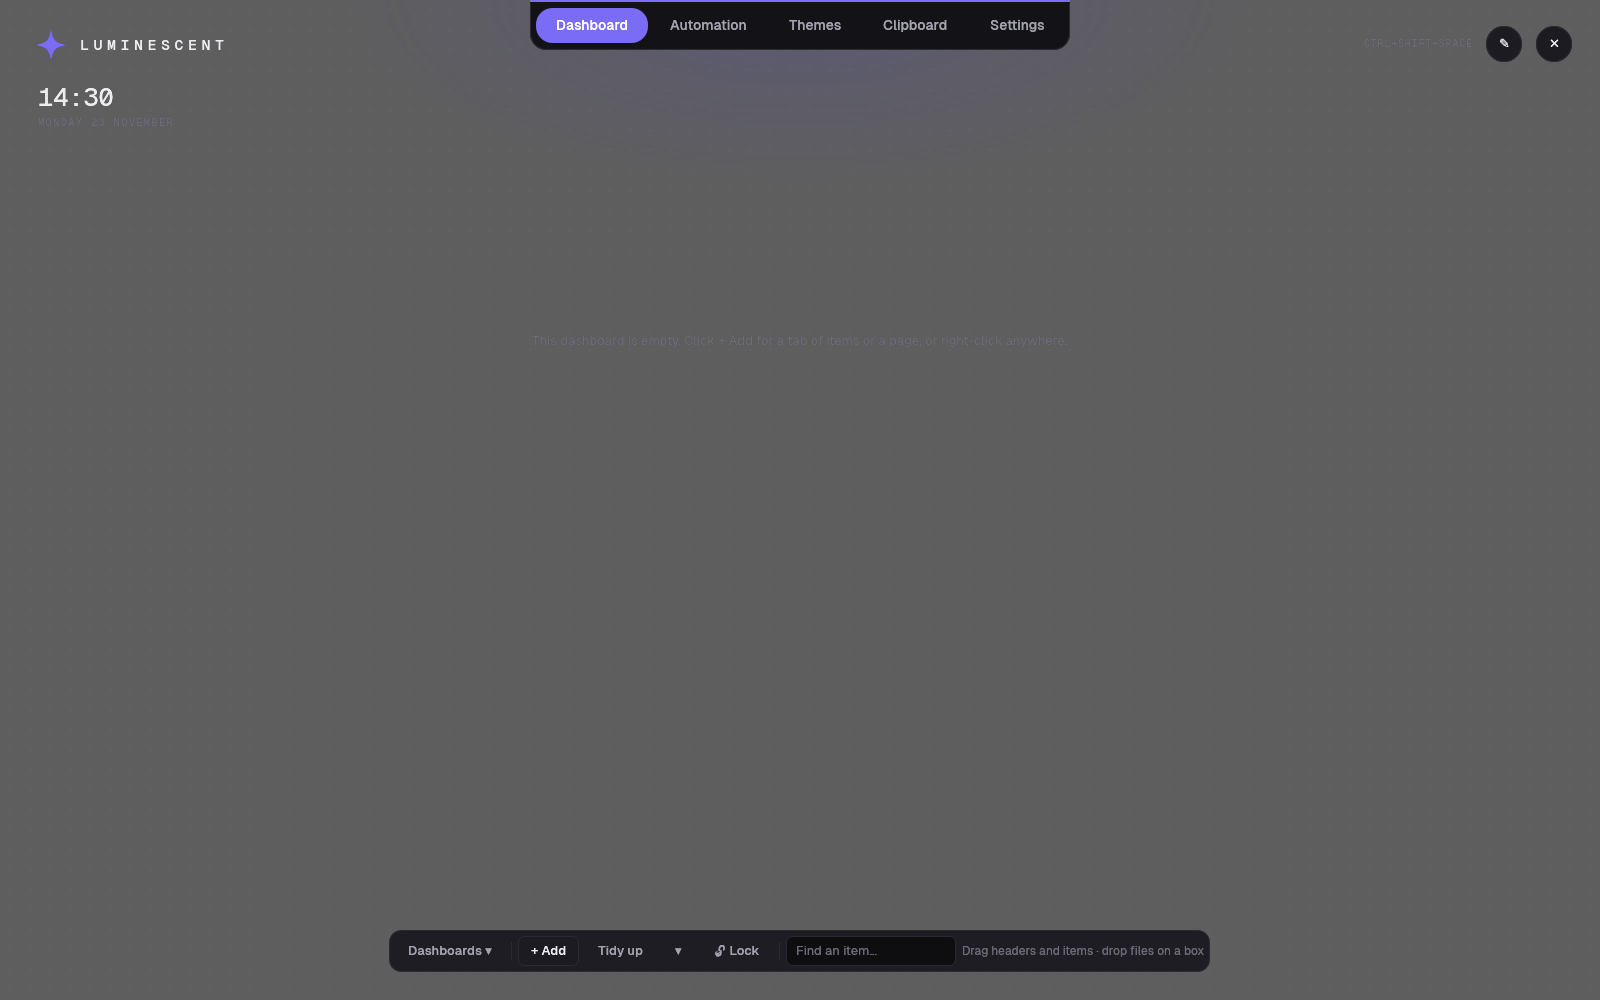 Dashboard Automation Themes Clipboard Settings
LUMINESCENT
CTRL+SHIFT+SPACE
✎ ✕
14:30
MONDAY 23 NOVEMBER
This dashboard is empty. Click + Add for a tab of items or a page, or right-click anywhere.
Dashboards ▾ + Add Tidy up ▾ 🔓 Lock Find an item… Drag headers and items · drop files on a box